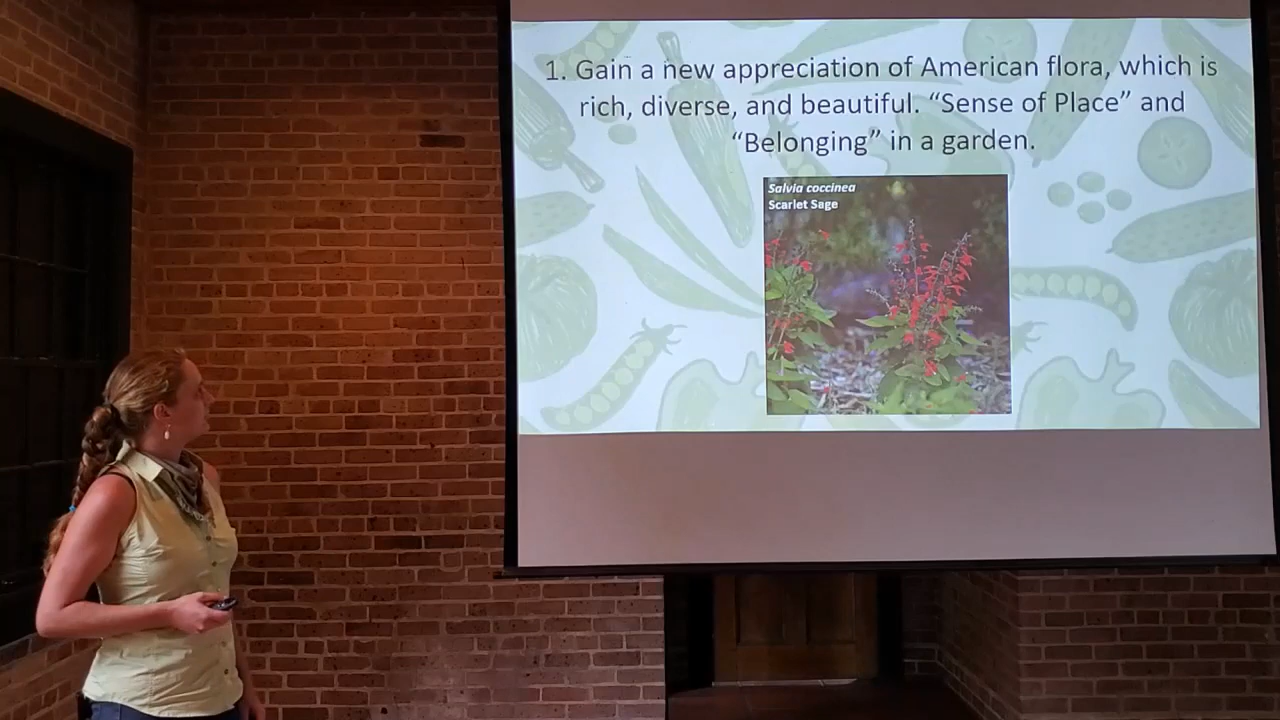 1. Gain a new appreciation of American flora, which is
rich, diverse, and beautiful. “Sense of Place” and
“Belonging” in a garden.
Salvia coccinea
Scarlet Sage